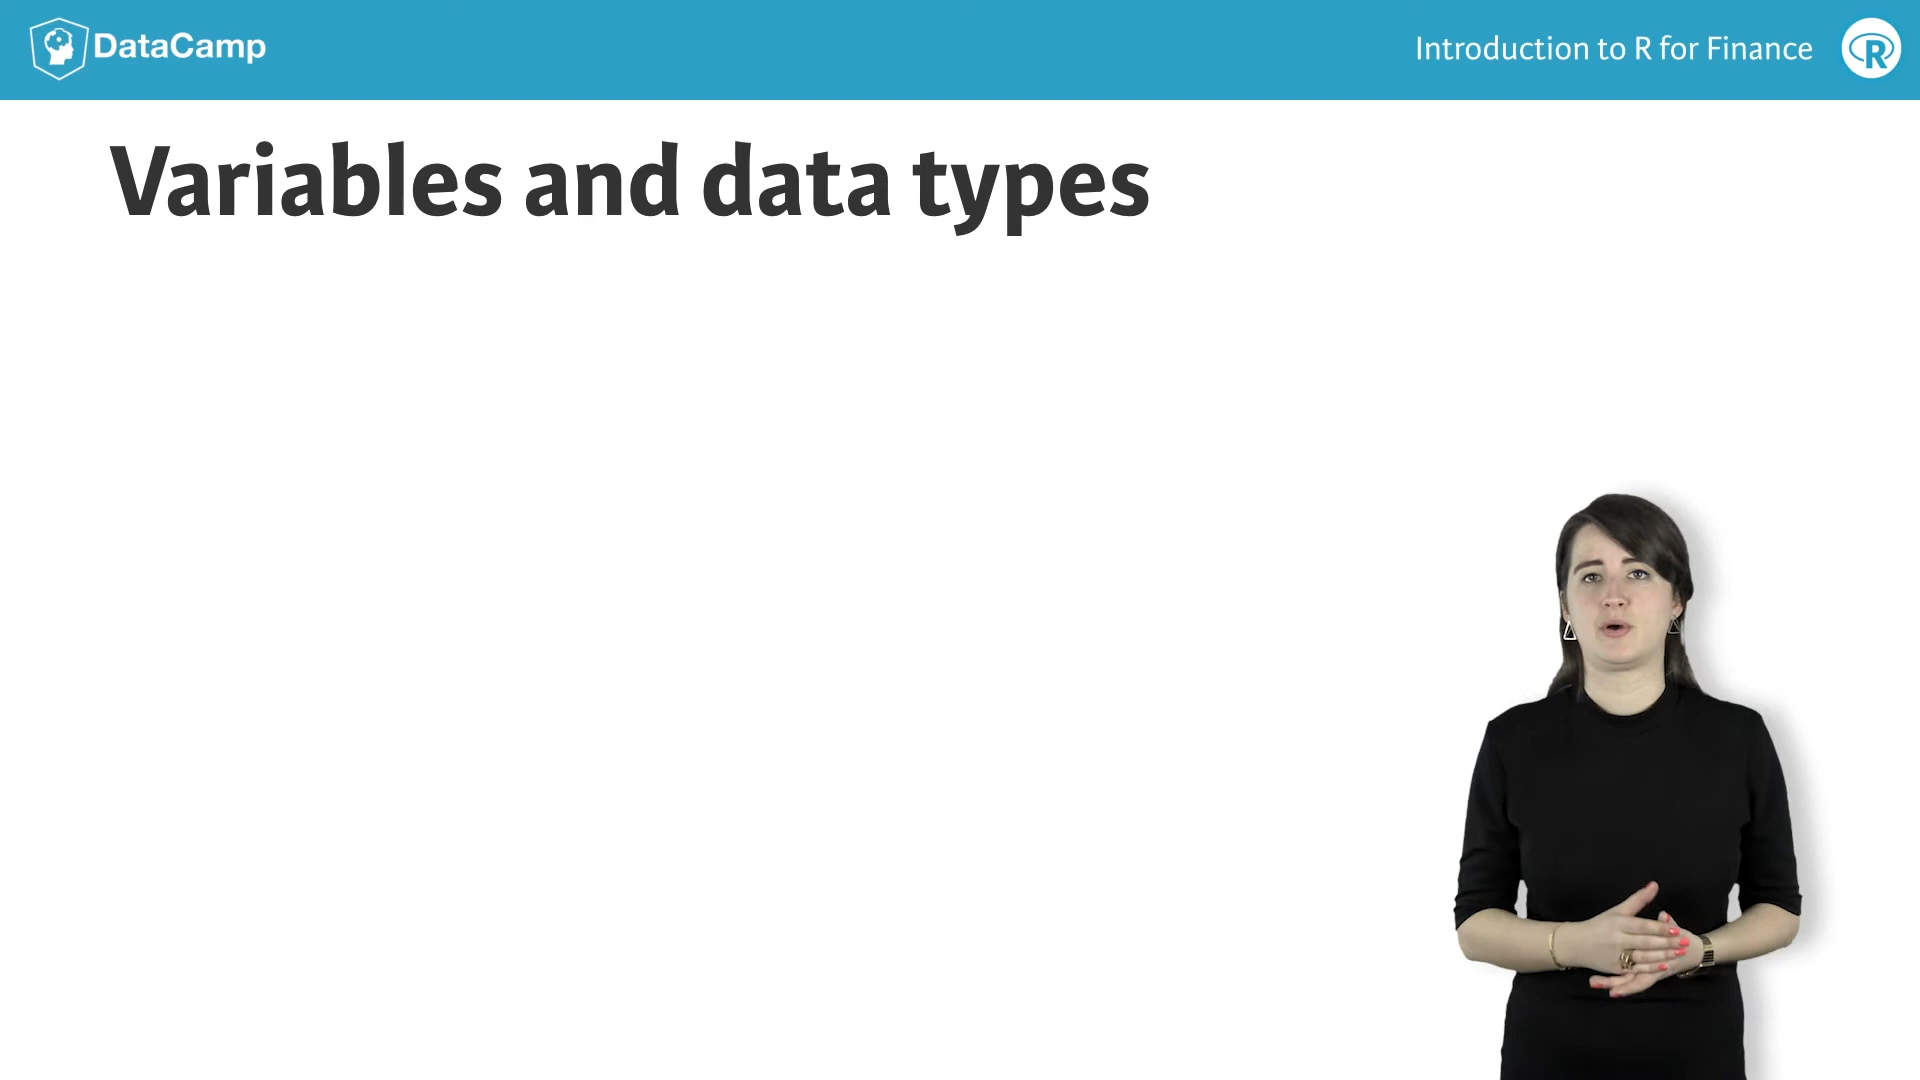 DataCamp
Introduction to R for Finance
R
Variables and data types